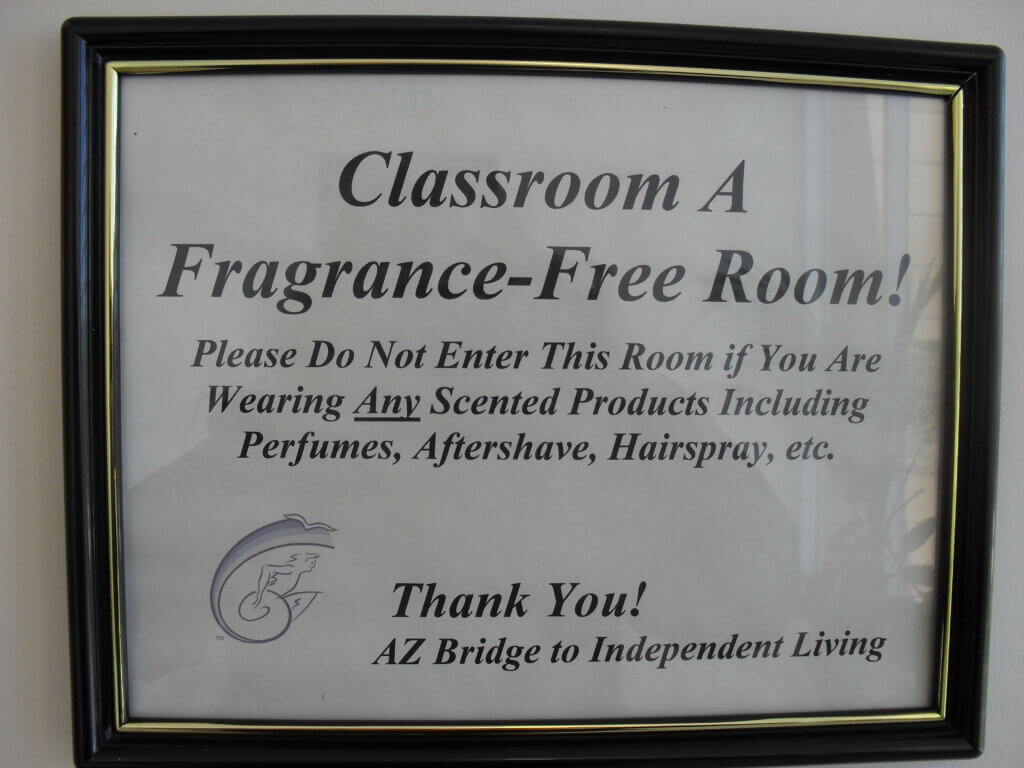 Classroom A
Fragrance-Free Room!
Please Do Not Enter This Room if You Are
Wearing Any Scented Products Including
Perfumes, Aftershave, Hairspray, etc.
TM
Thank You!
AZ Bridge to Independent Living